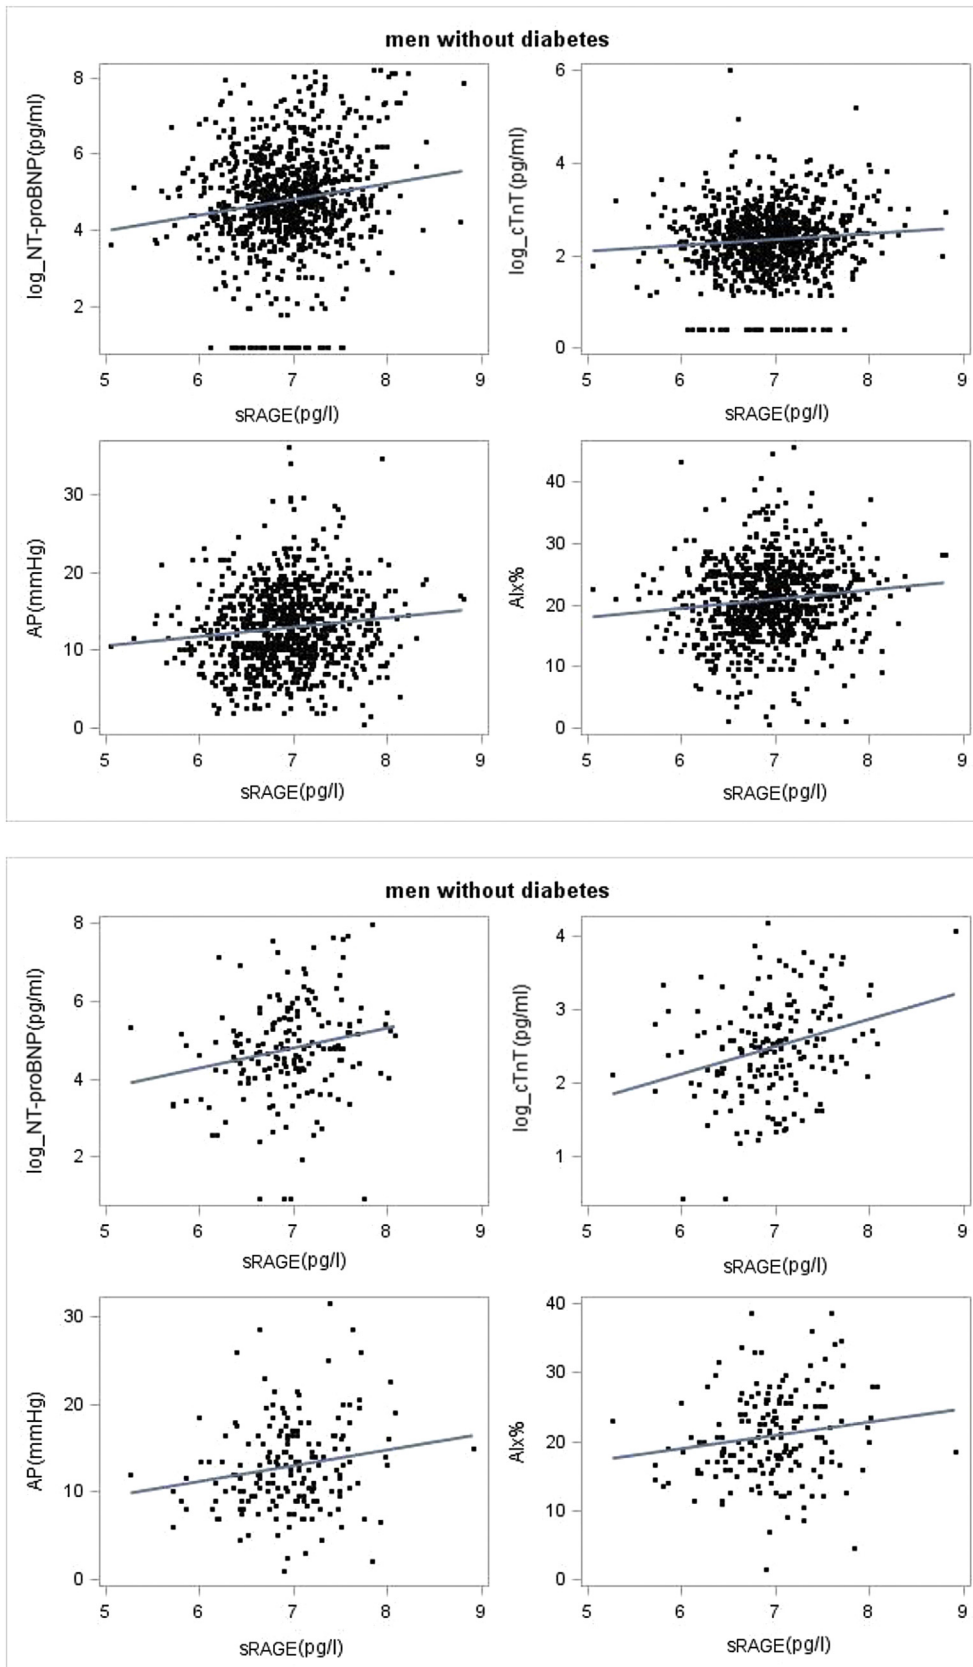 men without diabetes
log_NT-proBNP(pg/ml)
8
6
4
2
5 6 7 8 9
sRAGE(pg/l)
log_cTnT(pg/ml)
6
4
2
0
5 6 7 8 9
sRAGE(pg/l)
AP(mmHg)
30
20
10
0
5 6 7 8 9
sRAGE(pg/l)
AIx%
40
30
20
10
0
5 6 7 8 9
sRAGE(pg/l)
men without diabetes
log_NT-proBNP(pg/ml)
8
6
4
2
5 6 7 8 9
sRAGE(pg/l)
log_cTnT(pg/ml)
4
3
2
1
5 6 7 8 9
sRAGE(pg/l)
AP(mmHg)
30
20
10
0
5 6 7 8 9
sRAGE(pg/l)
AIx%
40
30
20
10
0
5 6 7 8 9
sRAGE(pg/l)